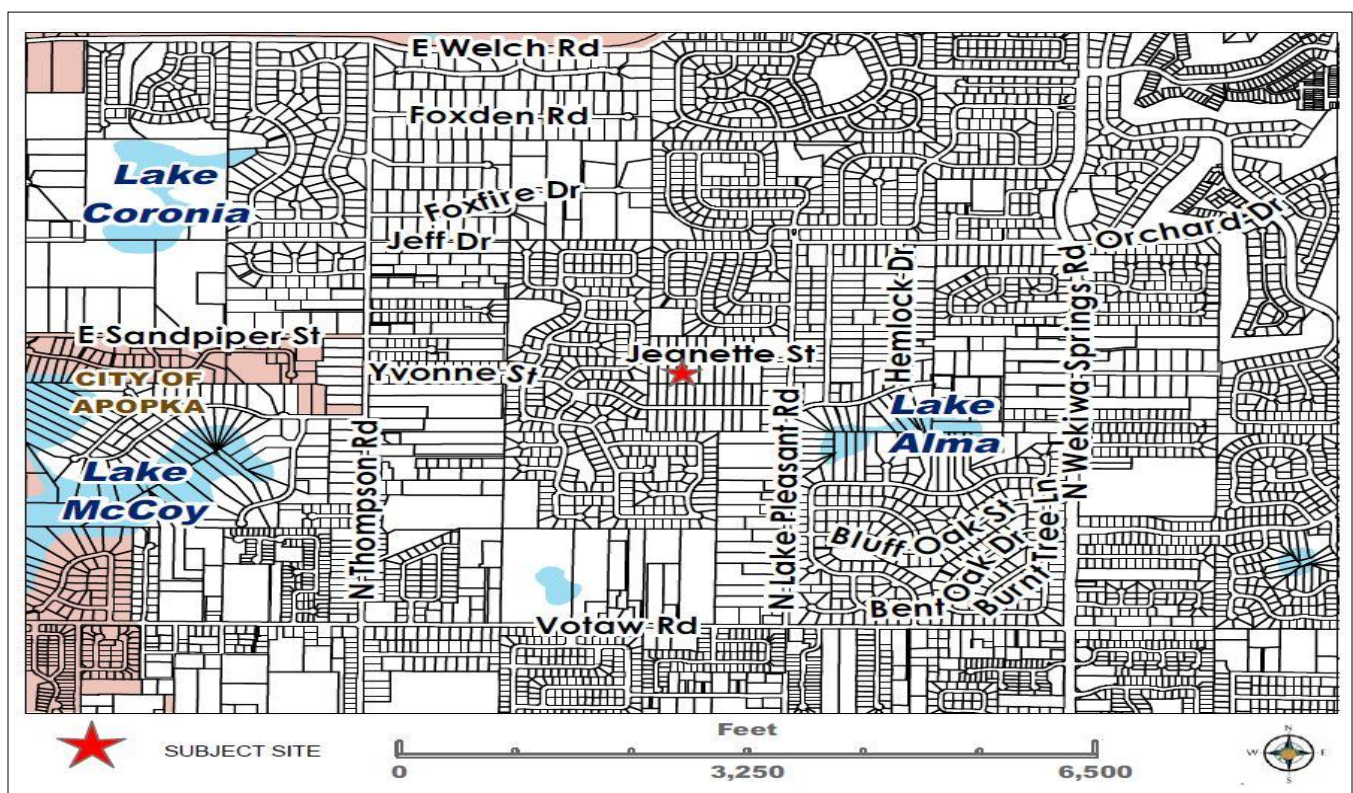 E Welch Rd
Foxden Rd
Lake
Coronia
Foxfire Dr
Jeff Dr
Orchard Dr
Hemlock Dr
N Wekiwa Springs Rd
E Sandpiper St
Jeanette St
Yvonne St
CITY OF
APOPKA
Lake
Alma
N Lake Pleasant Rd
N Thompson Rd
Lake
McCoy
Bluff Oak St
Bent Oak Dr
Burnt Tree Ln
Votaw Rd
SUBJECT SITE
Feet
0 3,250 6,500
N
W E
S